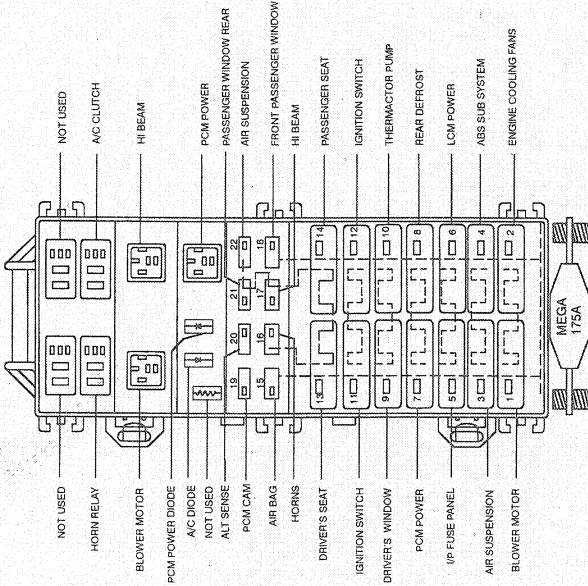 NOT USED
A/C CLUTCH
HI BEAM
PCM POWER
PASSENGER WINDOW REAR
AIR SUSPENSION
FRONT PASSENGER WINDOW
HI BEAM
PASSENGER SEAT
IGNITION SWITCH
THERMACTOR PUMP
REAR DEFROST
LCM POWER
ABS SUB SYSTEM
ENGINE COOLING FANS
22
18
14
12
10
8
6
4
2
21
17
20
16
19
15
13
11
9
7
5
3
1
MEGA
175A
NOT USED
HORN RELAY
BLOWER MOTOR
PCM POWER DIODE
A/C DIODE
NOT USED
ALT SENSE
PCM CAM
AIR BAG
HORNS
DRIVER'S SEAT
IGNITION SWITCH
DRIVER'S WINDOW
PCM POWER
I/P FUSE PANEL
AIR SUSPENSION
BLOWER MOTOR